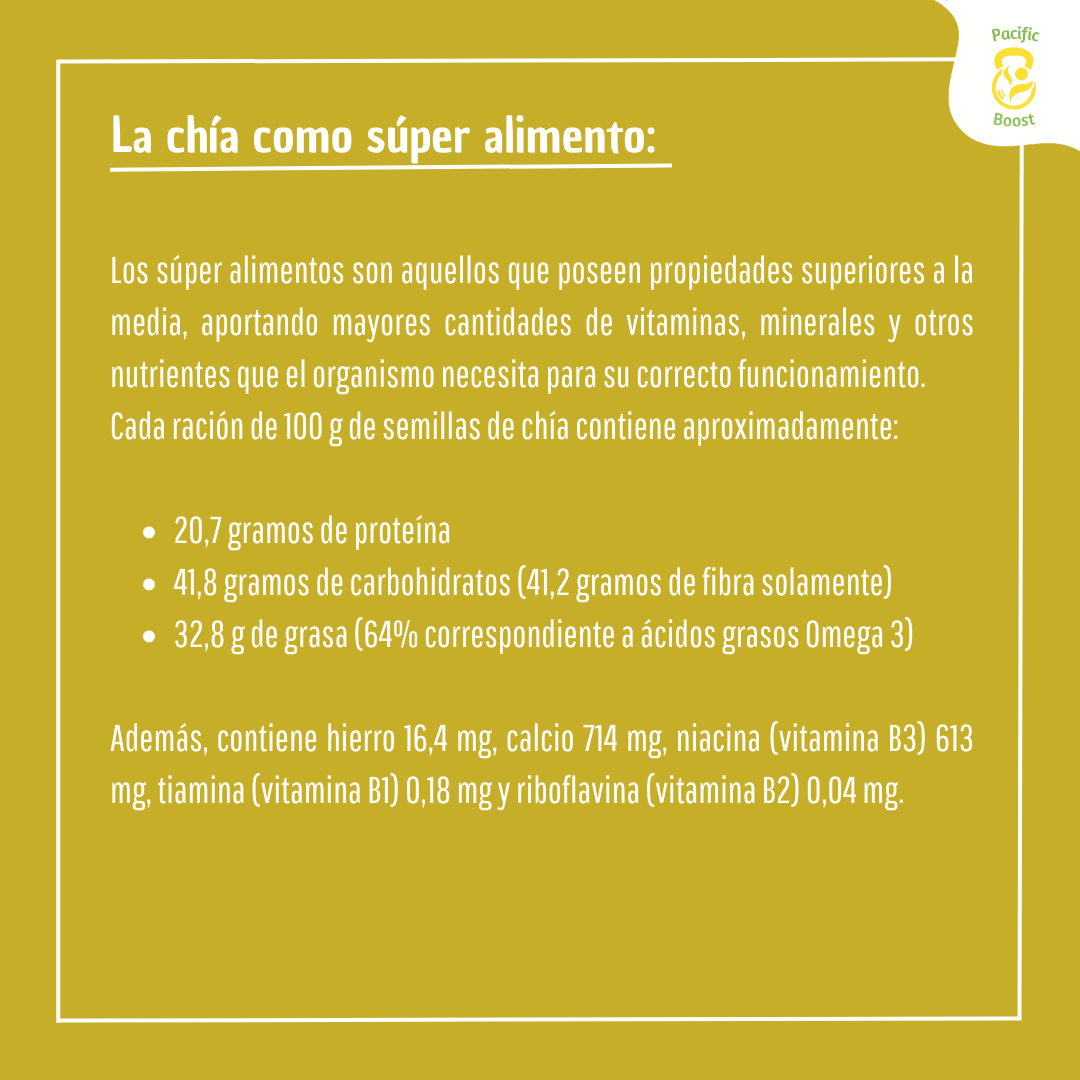 Pacific
Boost
La chía como súper alimento:
Los súper alimentos son aquellos que poseen propiedades superiores a la
media, aportando mayores cantidades de vitaminas, minerales y otros
nutrientes que el organismo necesita para su correcto funcionamiento.
Cada ración de 100 g de semillas de chía contiene aproximadamente:
• 20,7 gramos de proteína
• 41,8 gramos de carbohidratos (41,2 gramos de fibra solamente)
• 32,8 g de grasa (64% correspondiente a ácidos grasos Omega 3)
Además, contiene hierro 16,4 mg, calcio 714 mg, niacina (vitamina B3) 613
mg, tiamina (vitamina B1) 0,18 mg y riboflavina (vitamina B2) 0,04 mg.